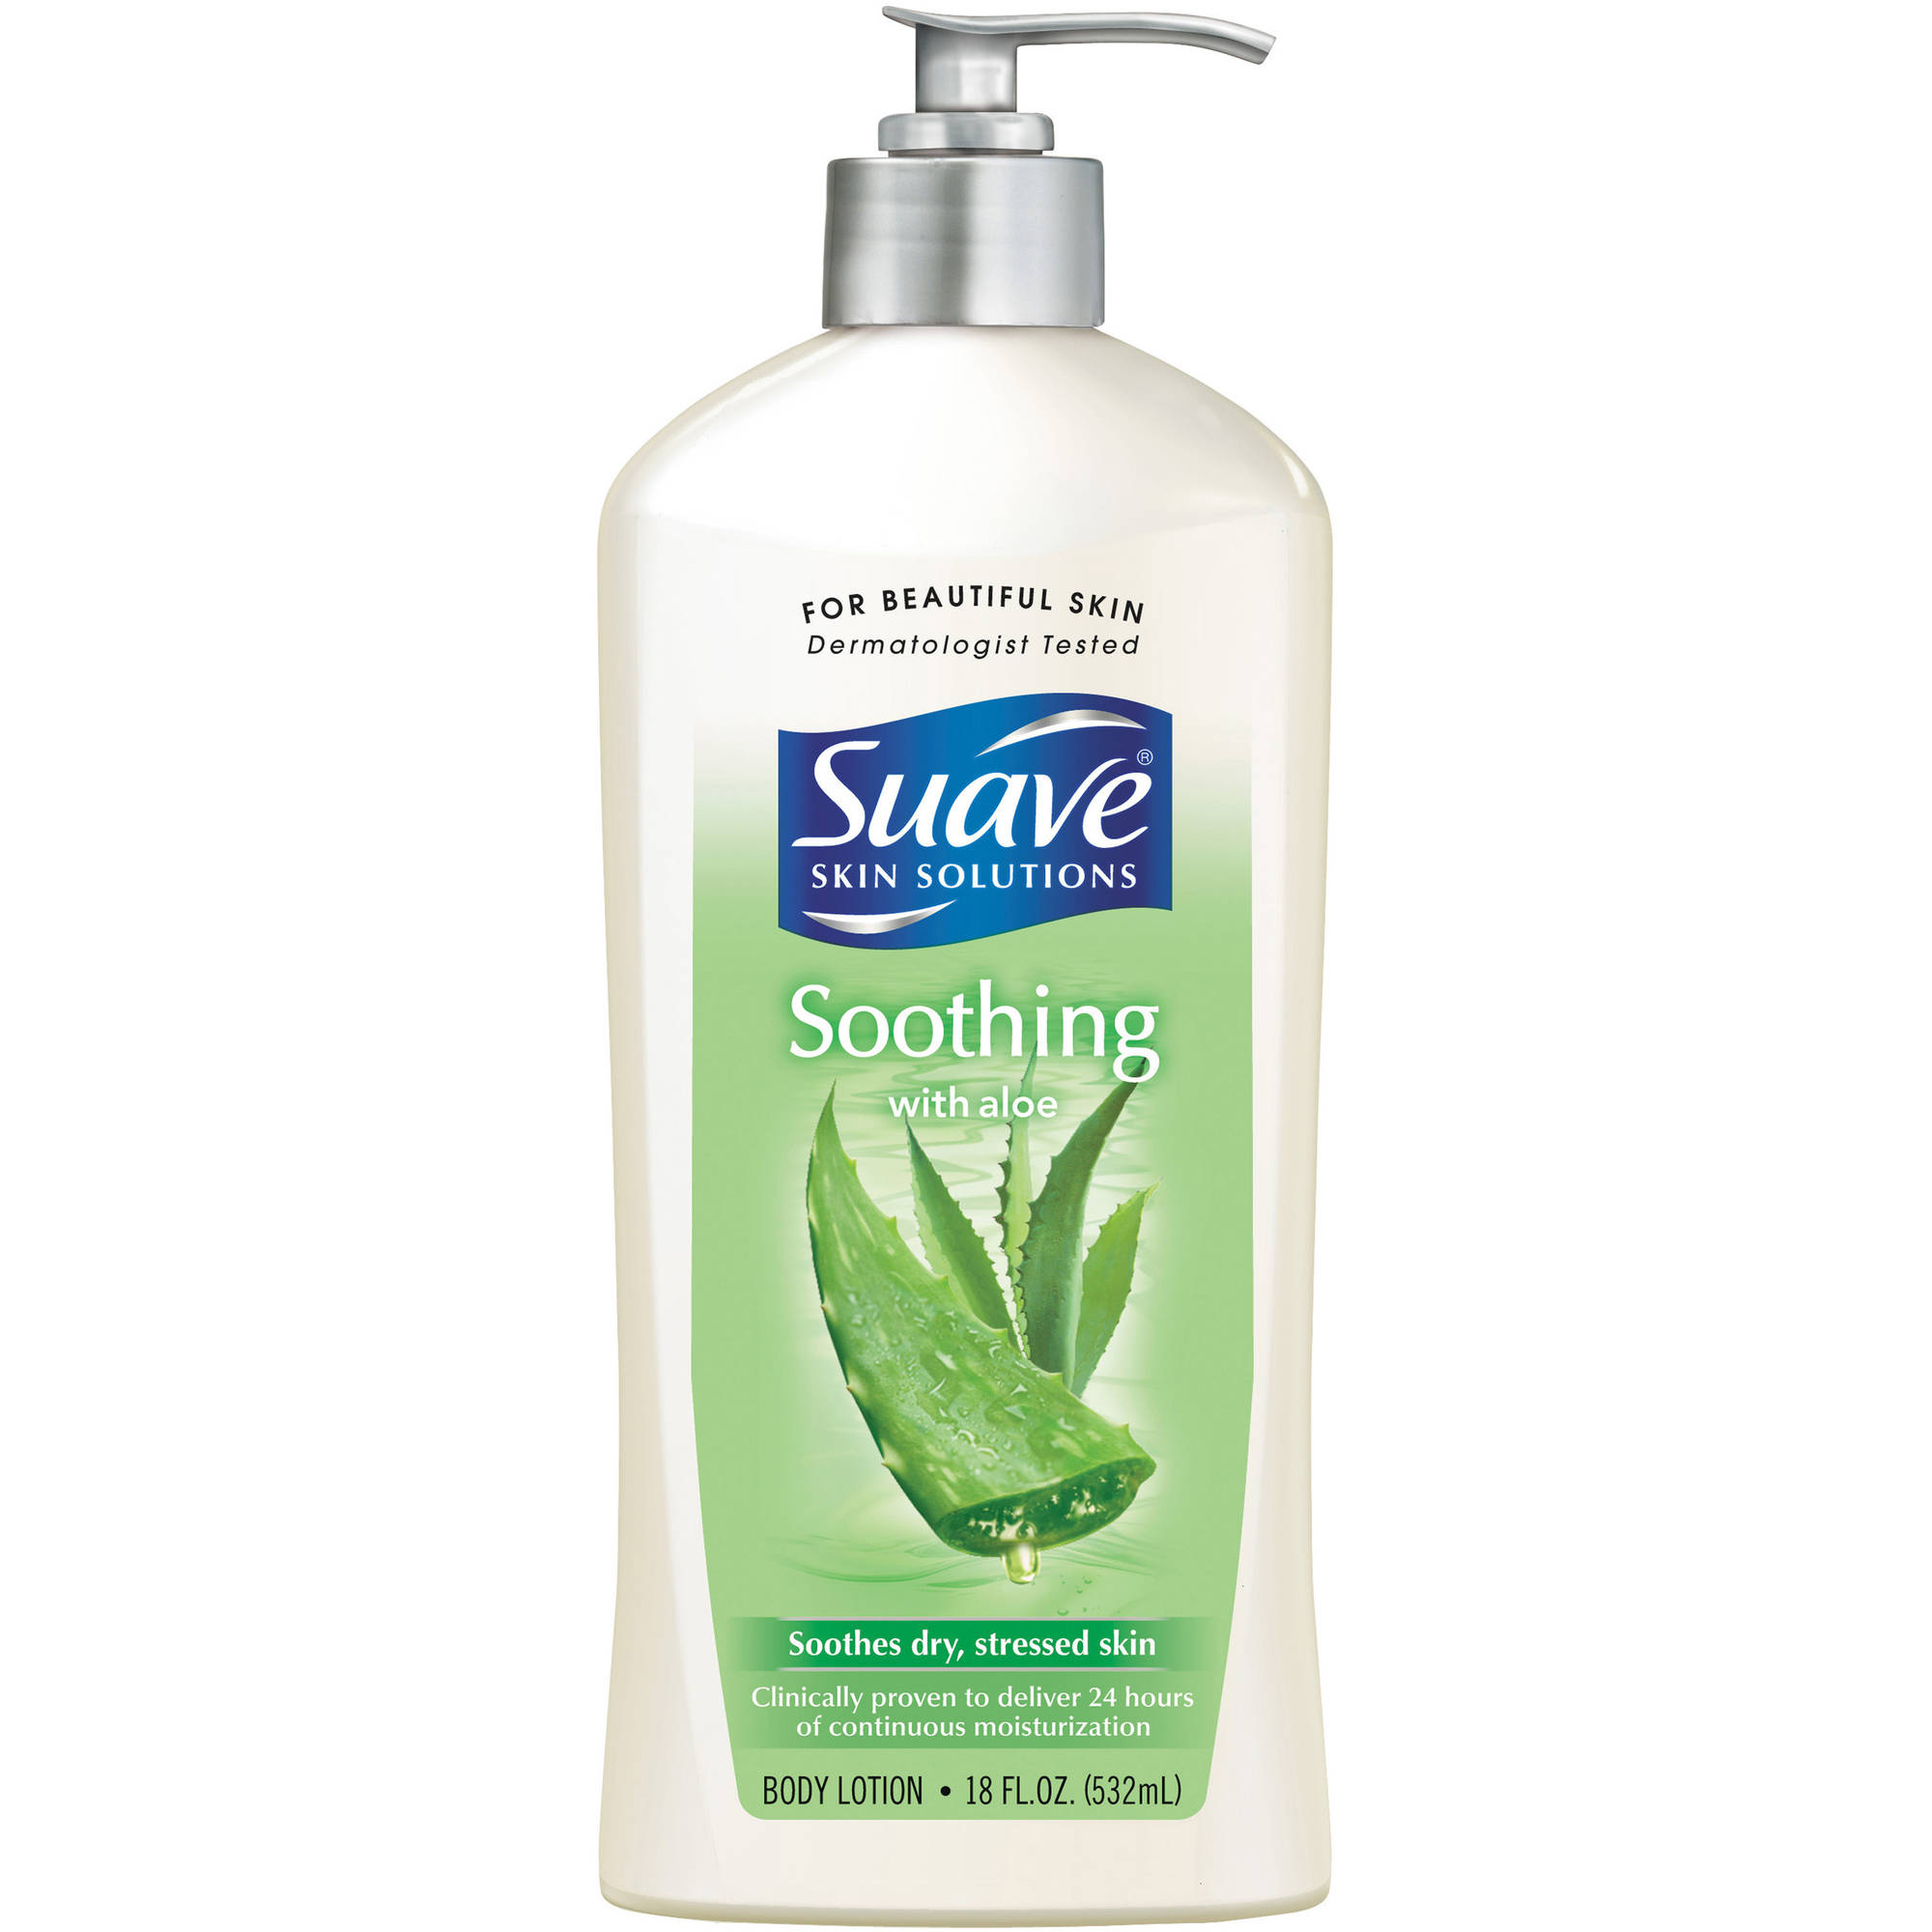 FOR BEAUTIFUL SKIN
Dermatologist Tested
Suave®
SKIN SOLUTIONS
Soothing
with aloe
Soothes dry, stressed skin
Clinically proven to deliver 24 hours
of continuous moisturization
BODY LOTION • 18 FL.OZ. (532mL)